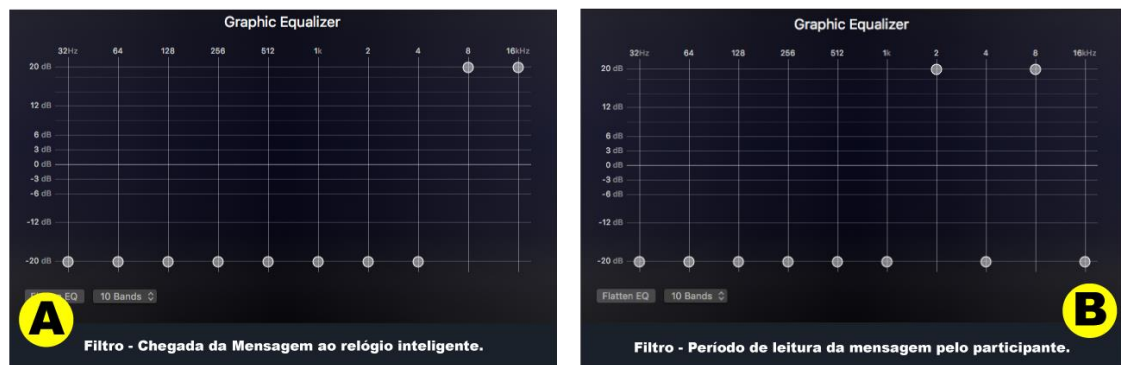 Graphic Equalizer
32Hz 64 128 256 512 1k 2 4 8 16kHz
20 dB
12 dB
6 dB
3 dB
0 dB
-3 dB
-6 dB
-12 dB
-20 dB
EQ 10 Bands
A
Filtro - Chegada da Mensagem ao relógio inteligente.
Graphic Equalizer
32Hz 64 128 256 512 1k 2 4 8 16kHz
20 dB
12 dB
6 dB
3 dB
0 dB
-3 dB
-6 dB
-12 dB
-20 dB
Flatten EQ 10 Bands
B
Filtro - Período de leitura da mensagem pelo participante.